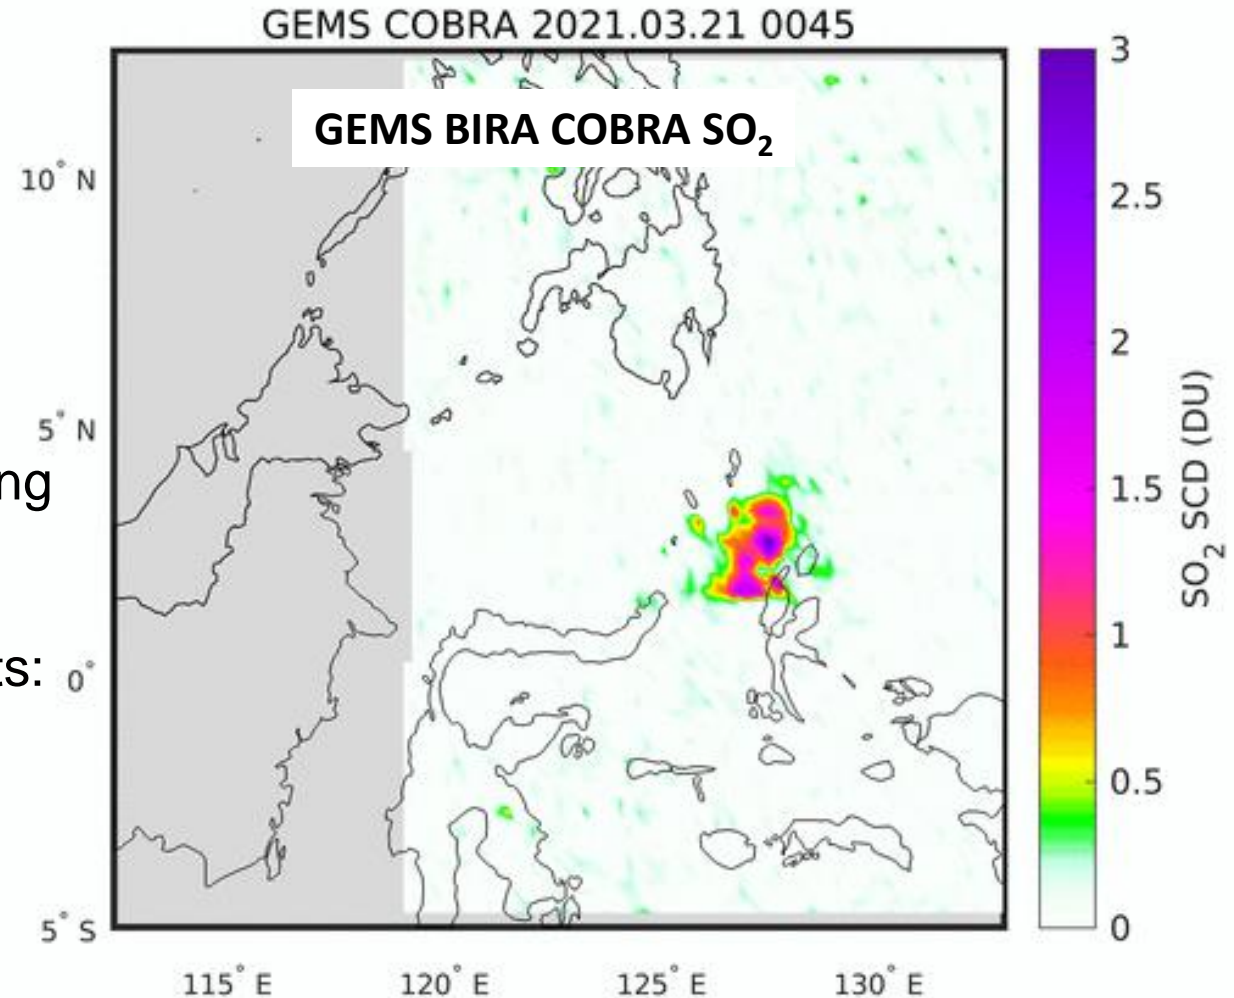 GEMS COBRA 2021.03.21 0045
GEMS BIRA COBRA SO₂
10° N
5° N
ng
ts:
0°
5° S
115° E
120° E
125° E
130° E
3
2.5
2
1.5
1
0.5
0
SO₂ SCD (DU)